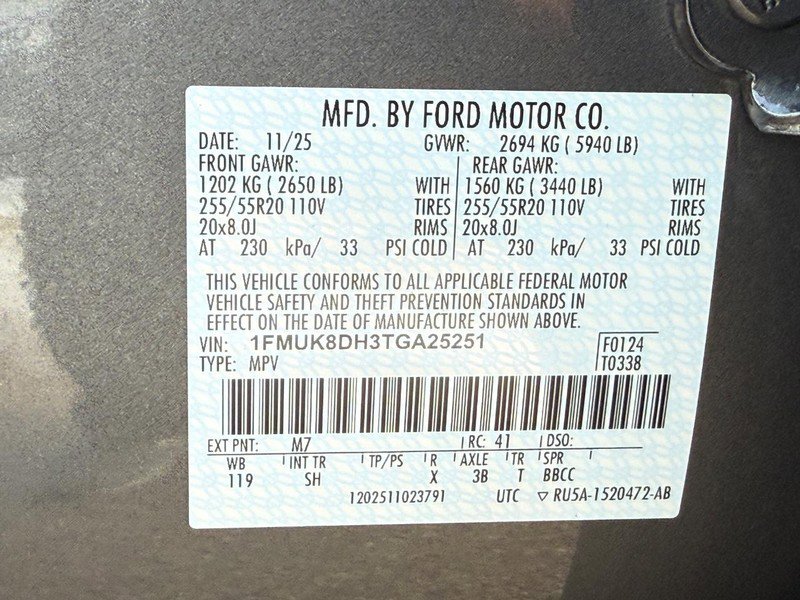 MFD. BY FORD MOTOR CO.
DATE: 11/25 GVWR: 2694 KG ( 5940 LB)
FRONT GAWR: REAR GAWR:
1202 KG ( 2650 LB) WITH 1560 KG ( 3440 LB) WITH
255/55R20 110V TIRES 255/55R20 110V TIRES
20x8.0J RIMS 20x8.0J RIMS
AT 230 kPa/ 33 PSI COLD AT 230 kPa/ 33 PSI COLD
THIS VEHICLE CONFORMS TO ALL APPLICABLE FEDERAL MOTOR
VEHICLE SAFETY AND THEFT PREVENTION STANDARDS IN
EFFECT ON THE DATE OF MANUFACTURE SHOWN ABOVE.
VIN: 1FMUK8DH3TGA25251 F0124
TYPE: MPV T0338
EXT PNT: M7 RC: 41 DSO:
WB INT TR TP/PS R AXLE TR SPR
119 SH X 3B T BBCC
1202511023791 UTC ▽ RU5A-1520472-AB